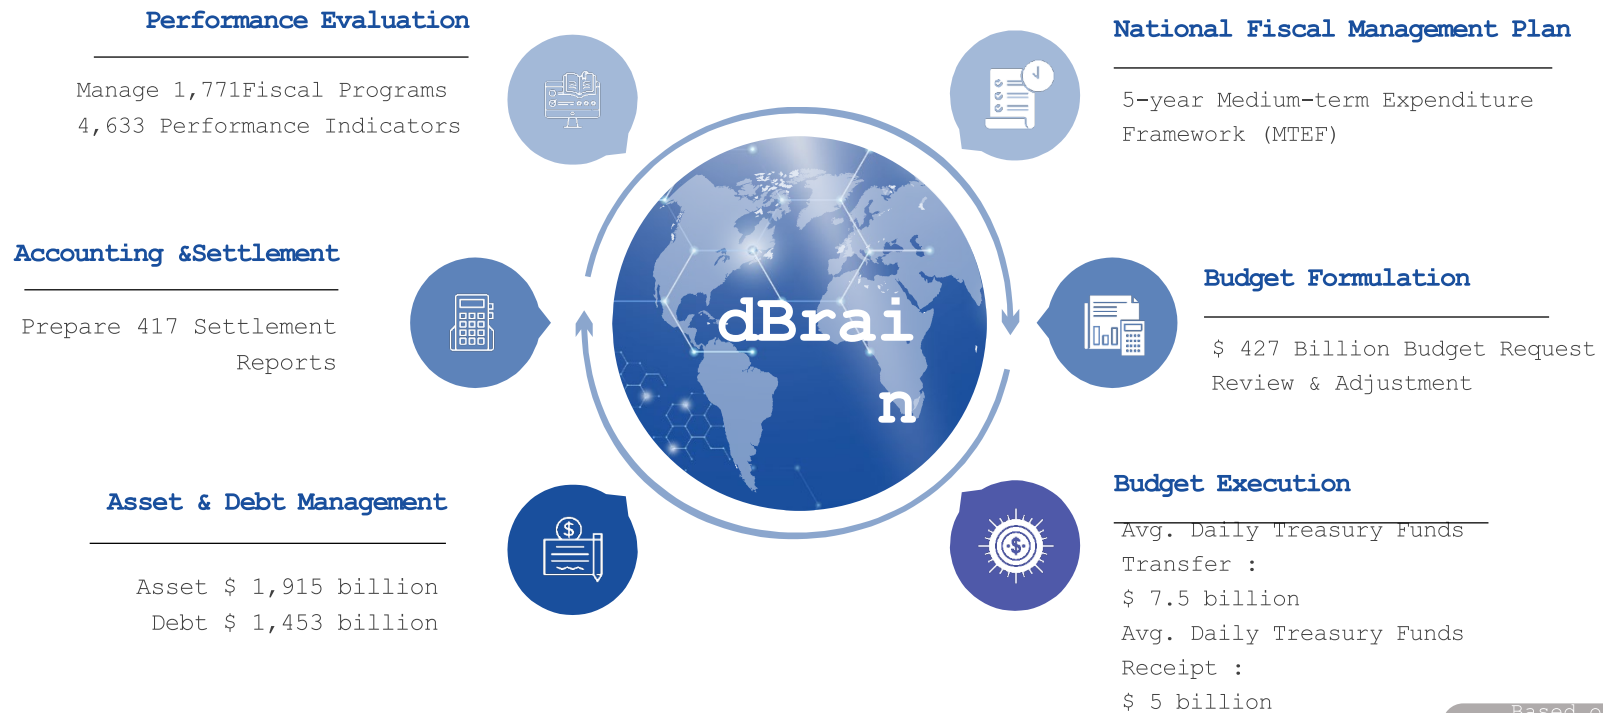 Performance Evaluation
Manage 1,771Fiscal Programs
4,633 Performance Indicators
National Fiscal Management Plan
5-year Medium-term Expenditure
Framework (MTEF)
Accounting &Settlement
Prepare 417 Settlement
Reports
dBrai
n
Budget Formulation
$ 427 Billion Budget Request
Review & Adjustment
Asset & Debt Management
Asset $ 1,915 billion
Debt $ 1,453 billion
Budget Execution
Avg. Daily Treasury Funds
Transfer :
$ 7.5 billion
Avg. Daily Treasury Funds
Receipt :
$ 5 billion
Based